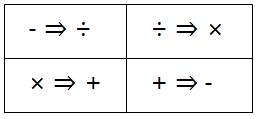 - ⇒ ÷ ÷ ⇒ ×
× ⇒ + + ⇒ -